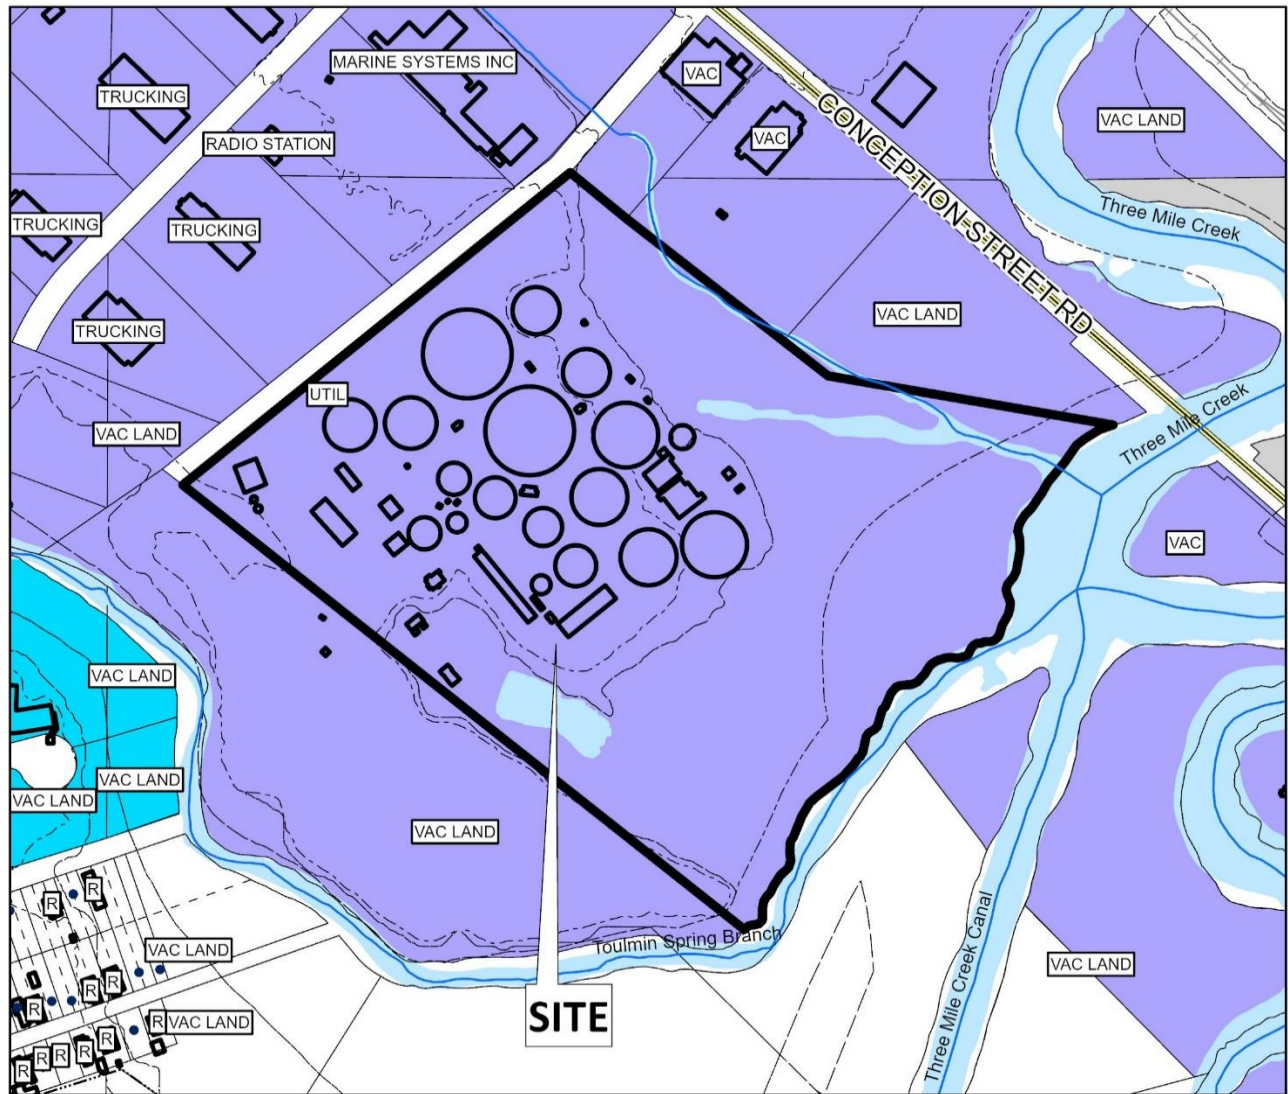 MARINE SYSTEMS INC
VAC
TRUCKING
CONCEPTION STREET RD
VAC LAND
VAC
RADIO STATION
Three Mile Creek
TRUCKING
TRUCKING
VAC LAND
TRUCKING
UTIL
Three Mile Creek
VAC LAND
VAC
VAC LAND
VAC LAND
VAC LAND
VAC LAND
R
R
Toulmin Spring Branch
VAC LAND
VAC LAND
Three Mile Creek Canal
R
R
R
SITE
R
VAC LAND
R
R
R
R
R